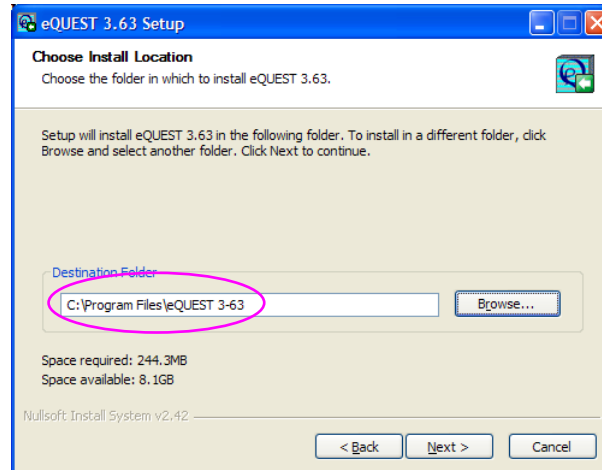 eQUEST 3.63 Setup
Choose Install Location
Choose the folder in which to install eQUEST 3.63.
Setup will install eQUEST 3.63 in the following folder. To install in a different folder, click
Browse and select another folder. Click Next to continue.
Destination Folder
C:\Program Files\eQUEST 3-63
Browse...
Space required: 244.3MB
Space available: 8.1GB
Nullsoft Install System v2.42
< Back
Next >
Cancel